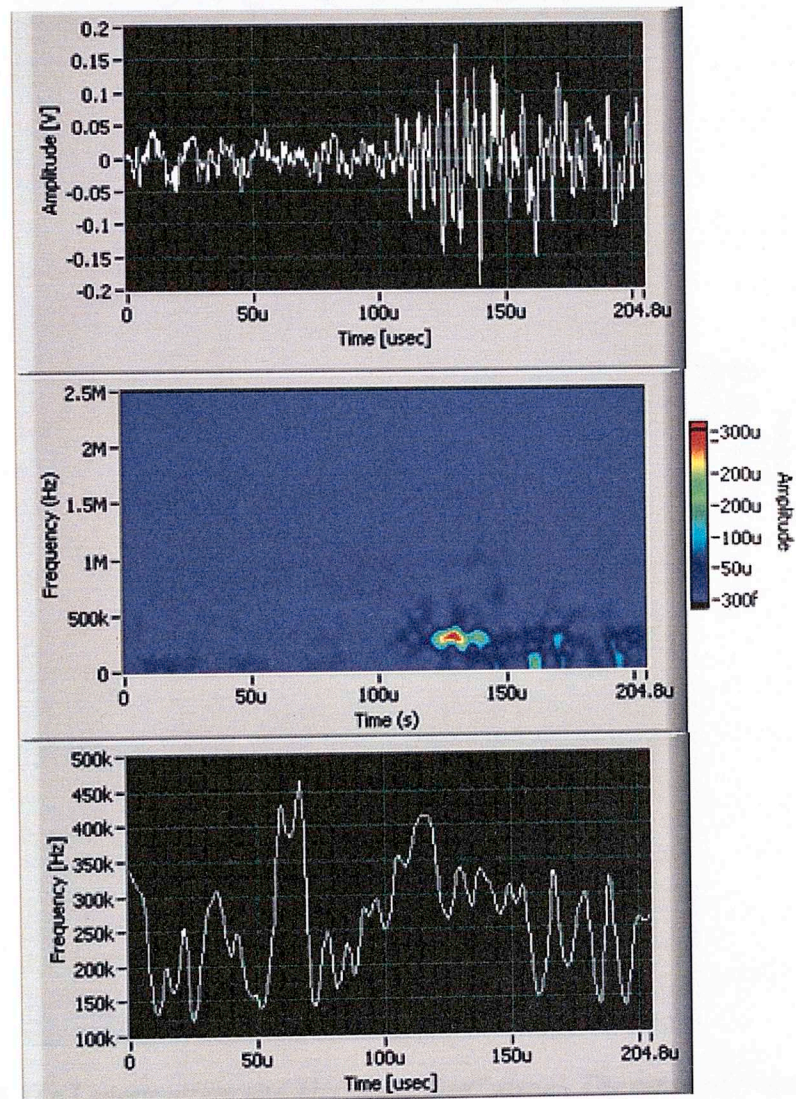 Amplitude [V]
0.2
0.15
0.1
0.05
0
-0.05
-0.1
-0.15
-0.2
0 50u 100u 150u 204.8u
Time [usec]
Frequency (Hz)
2.5M
2M
1.5M
1M
500k
0
0 50u 100u 150u 204.8u
Time (s)
300u
200u
200u
100u
50u
300f
Amplitude
Frequency [Hz]
500k
450k
400k
350k
300k
250k
200k
150k
100k
0 50u 100u 150u 204.8u
Time [usec]